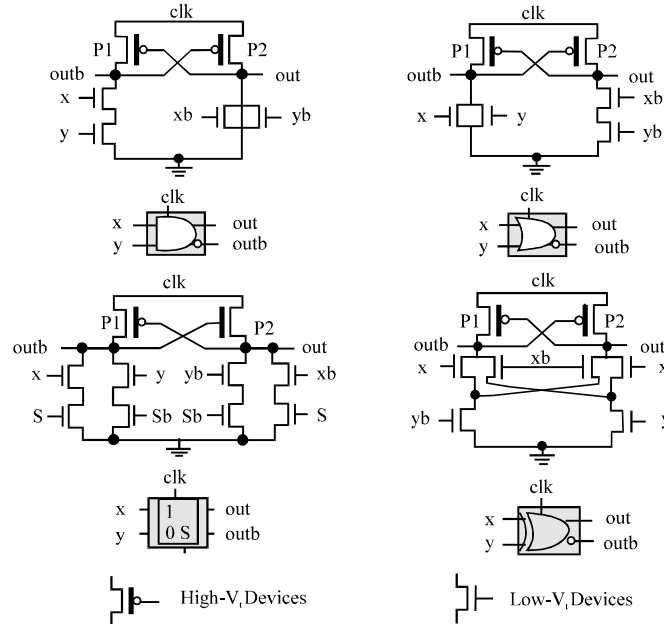 clk
P1 P2
outb out
x xb yb
y
clk
x out
y outb
clk
P1 P2
outb out
x y xb
yb
clk
x out
y outb
clk
P1 P2
outb out
x y yb xb
S Sb Sb S
clk
x 1 out
y 0 S outb
clk
P1 P2
outb out
x xb x
yb y
clk
x out
y outb
High-Vt Devices
Low-Vt Devices